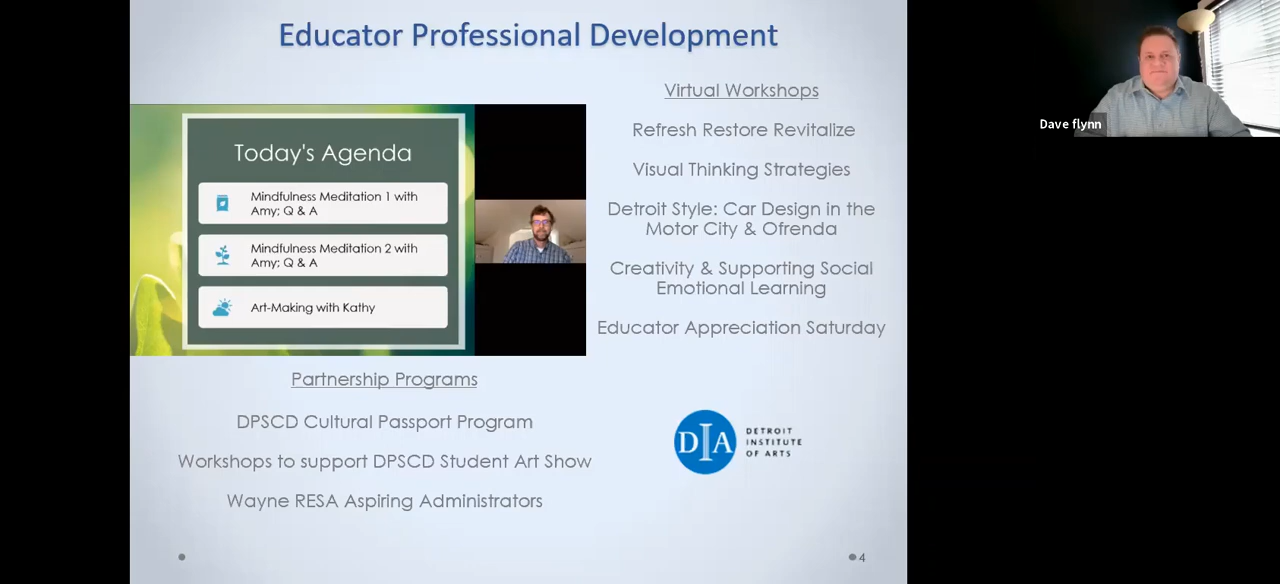 Educator Professional Development
Today's Agenda
Mindfulness Meditation 1 with
Amy; Q & A
Mindfulness Meditation 2 with
Amy; Q & A
Art-Making with Kathy
Virtual Workshops
Refresh Restore Revitalize
Visual Thinking Strategies
Detroit Style: Car Design in the
Motor City & Ofrenda
Creativity & Supporting Social
Emotional Learning
Educator Appreciation Saturday
Partnership Programs
DPSCD Cultural Passport Program
Workshops to support DPSCD Student Art Show
Wayne RESA Aspiring Administrators
DIA
DETROIT
INSTITUTE
OF ARTS
4
Dave flynn